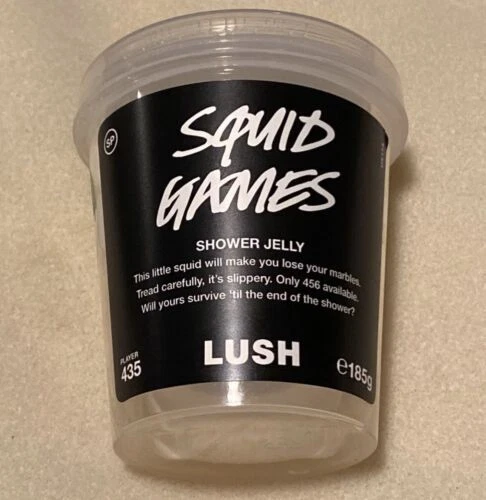 SP
SQUID
GAMES
SHOWER JELLY
This little squid will make you lose your marbles.
Tread carefully, it's slippery. Only 456 available.
Will yours survive 'til the end of the shower?
PLAYER
435
LUSH
℮185g